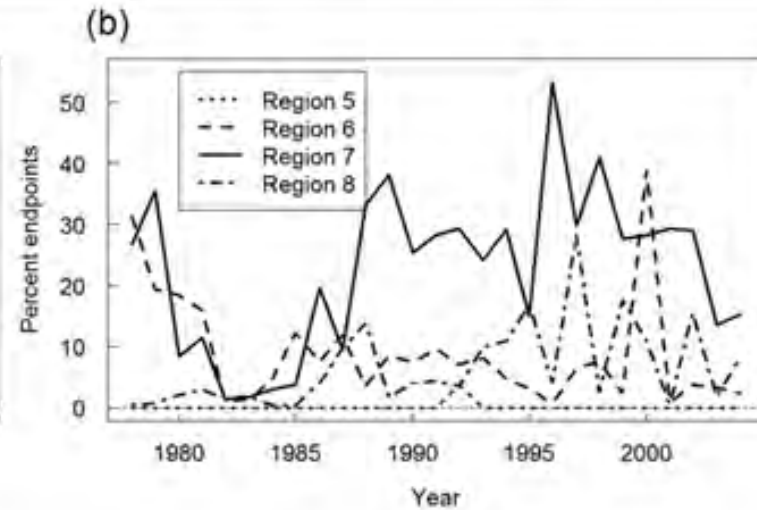 (b)
Percent endpoints
50
40
30
20
10
0
Region 5
Region 6
Region 7
Region 8
1980 1985 1990 1995 2000
Year